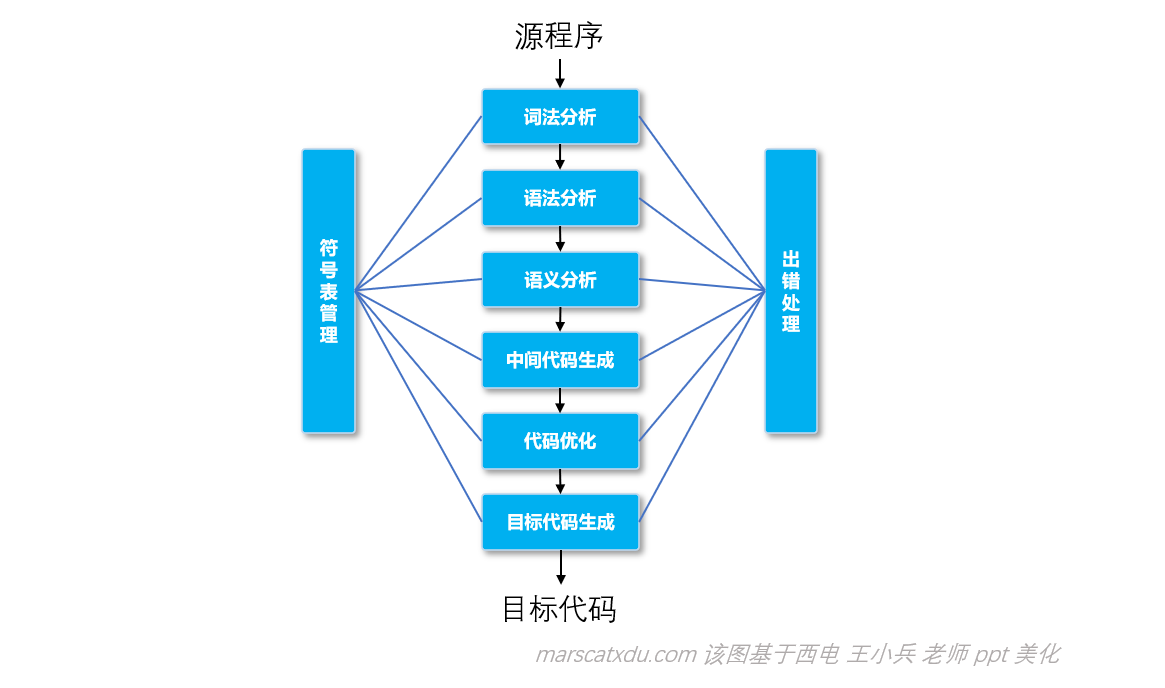 源程序
词法分析
语法分析
语义分析
中间代码生成
代码优化
目标代码生成
符号表管理
出错处理
目标代码
marscatxdu.com 该图基于西电 王小兵 老师 ppt 美化